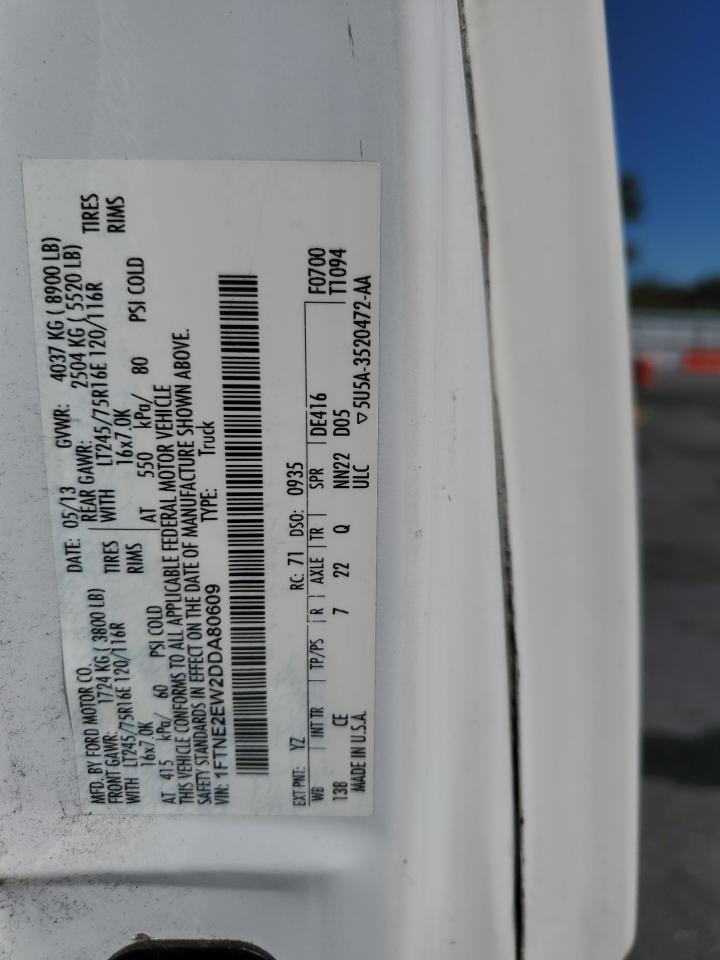 MFD. BY FORD MOTOR CO. DATE: 05/13 GVWR: 4037 KG ( 8900 LB)
FRONT GAWR: 1724 KG ( 3800 LB) REAR GAWR: 2504 KG ( 5520 LB)
WITH LT245/75R16E 120/116R TIRES WITH LT245/75R16E 120/116R TIRES
16x7.0K RIMS 16x7.0K RIMS
AT 415 kPa/ 60 PSI COLD AT 550 kPa/ 80 PSI COLD
THIS VEHICLE CONFORMS TO ALL APPLICABLE FEDERAL MOTOR VEHICLE
SAFETY STANDARDS IN EFFECT ON THE DATE OF MANUFACTURE SHOWN ABOVE.
VIN: 1FTNE2EW2DDA80609 TYPE: Truck
EXT PNT: YZ RC: 71 DSO: 0935 F0700
WB INT TR TP/PS R AXLE TR SPR DE416 T1094
138 CE 7 22 Q NN22 D05
MADE IN U.S.A. ULC ▽5U5A-3520472-AA